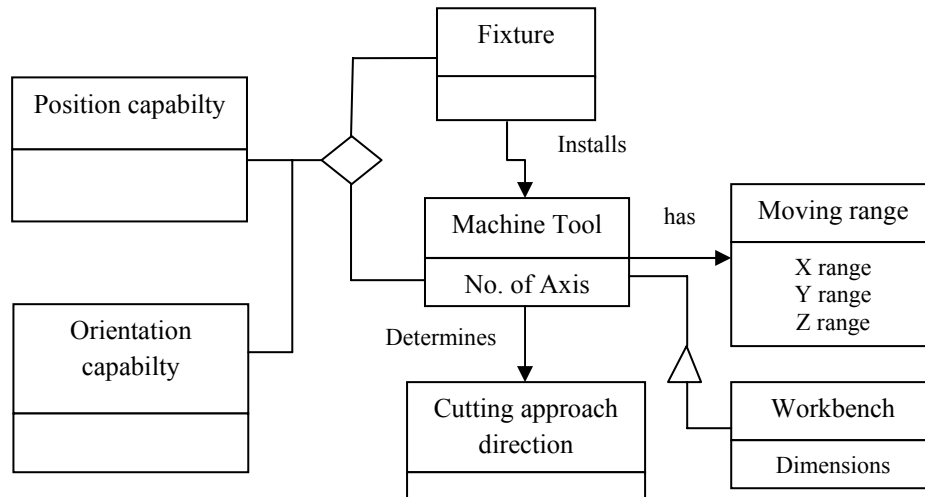 Fixture
Position capabilty
Installs
Machine Tool
No. of Axis
has
Moving range
X range
Y range
Z range
Orientation
capabilty
Determines
Cutting approach
direction
Workbench
Dimensions